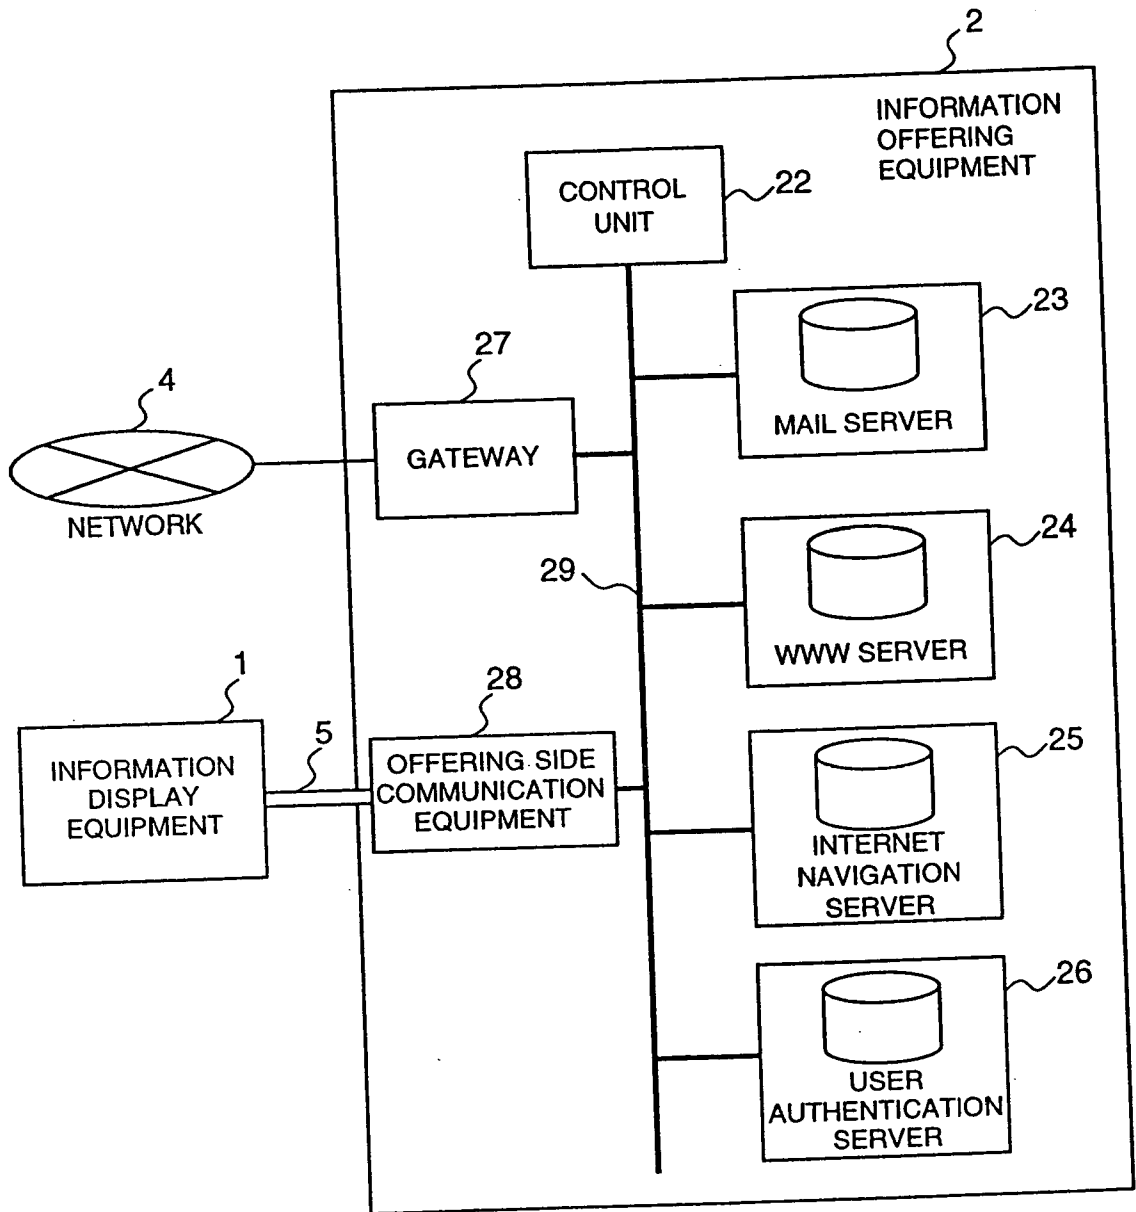 2
INFORMATION
OFFERING
EQUIPMENT
CONTROL
UNIT
22
23
MAIL SERVER
27
GATEWAY
4
NETWORK
24
WWW SERVER
29
1
INFORMATION
DISPLAY
EQUIPMENT
5
28
OFFERING SIDE
COMMUNICATION
EQUIPMENT
25
INTERNET
NAVIGATION
SERVER
26
USER
AUTHENTICATION
SERVER